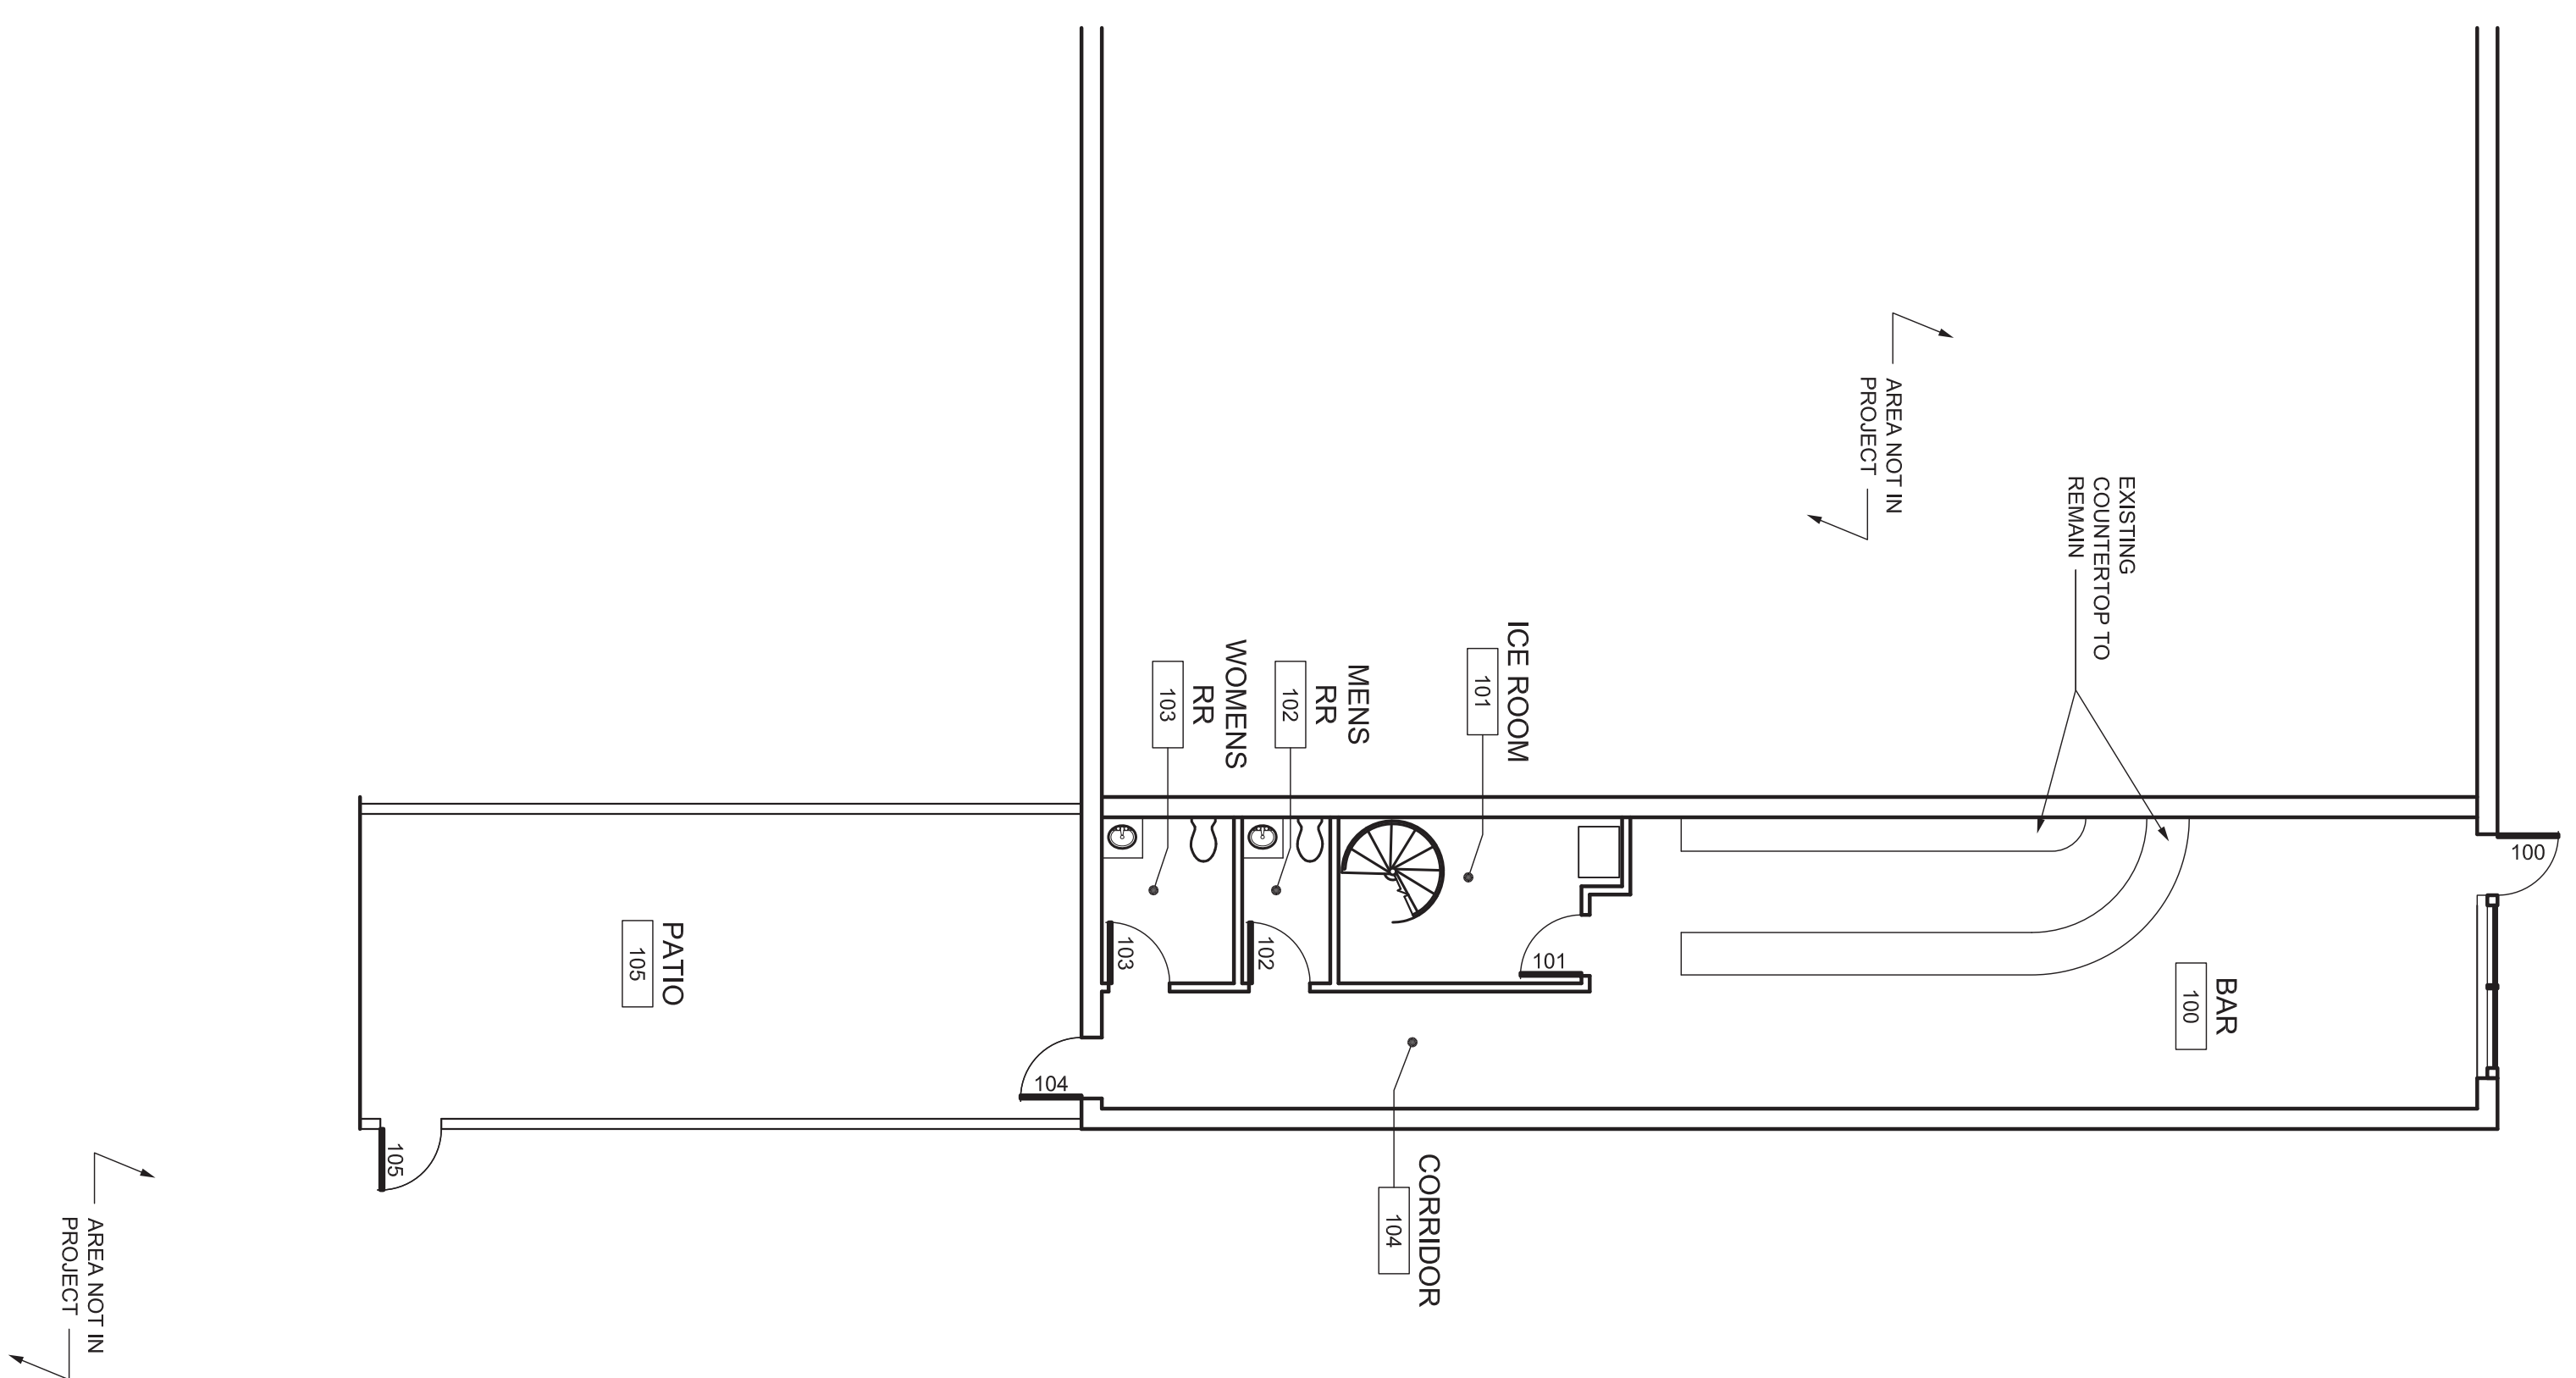 AREA NOT IN
PROJECT
EXISTING
COUNTERTOP TO
REMAIN
ICE ROOM
101
MENS
RR
102
WOMENS
RR
103
100
BAR
100
101
102
103
PATIO
105
104
105
CORRIDOR
104
AREA NOT IN
PROJECT